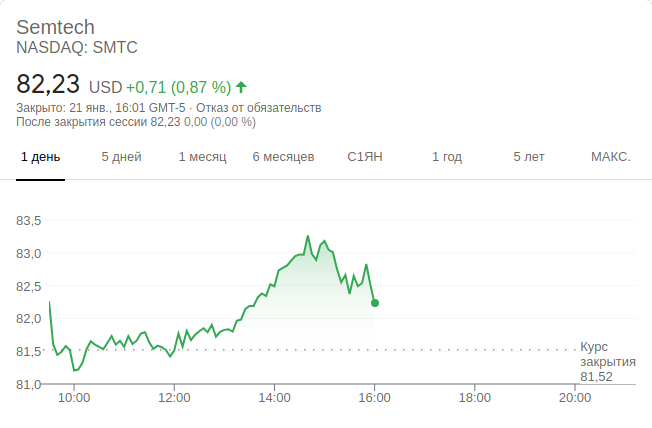 Semtech
NASDAQ: SMTC
82,23 USD +0,71 (0,87 %)
Закрыто: 21 янв., 16:01 GMT-5 · Отказ от обязательств
После закрытия сессии 82,23 0,00 (0,00 %)
1 день 5 дней 1 месяц 6 месяцев С1ЯН 1 год 5 лет МАКС.
83,5
83,0
82,5
82,0
81,5
81,0
Курс
закрытия
81,52
10:00 12:00 14:00 16:00 18:00 20:00